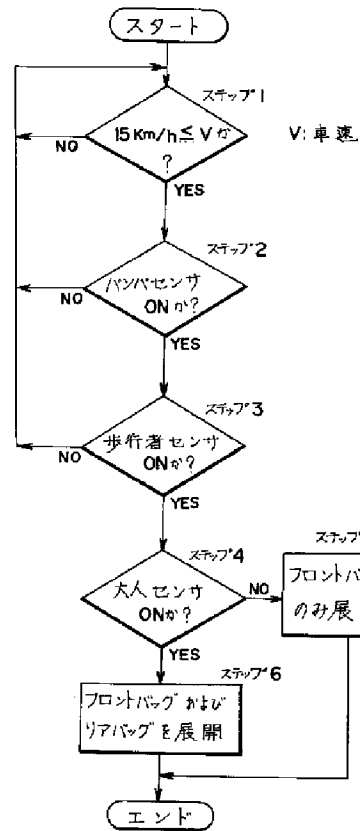 スタート
ステップ1
15Km/h≦Vか
?
V:車速
NO
YES
ステップ2
バンパセンサ
ONか?
NO
YES
ステップ3
歩行者センサ
ONか?
NO
YES
ステップ4
大人センサ
ONか?
NO
YES
ステップ
フロントバ
のみ展
ステップ6
フロントバッグおよび
リアバッグを展開
エンド